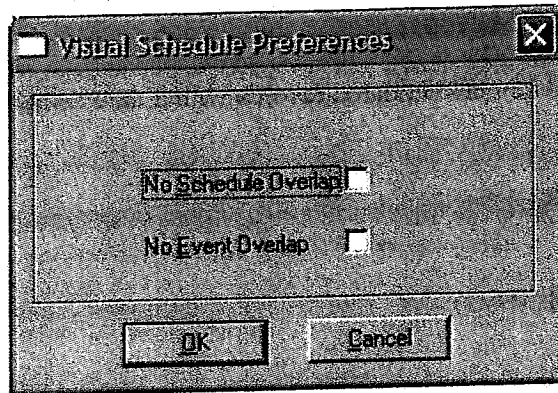 Visual Schedule Preferences
No Schedule Overlap
No Event Overlap
OK
Cancel